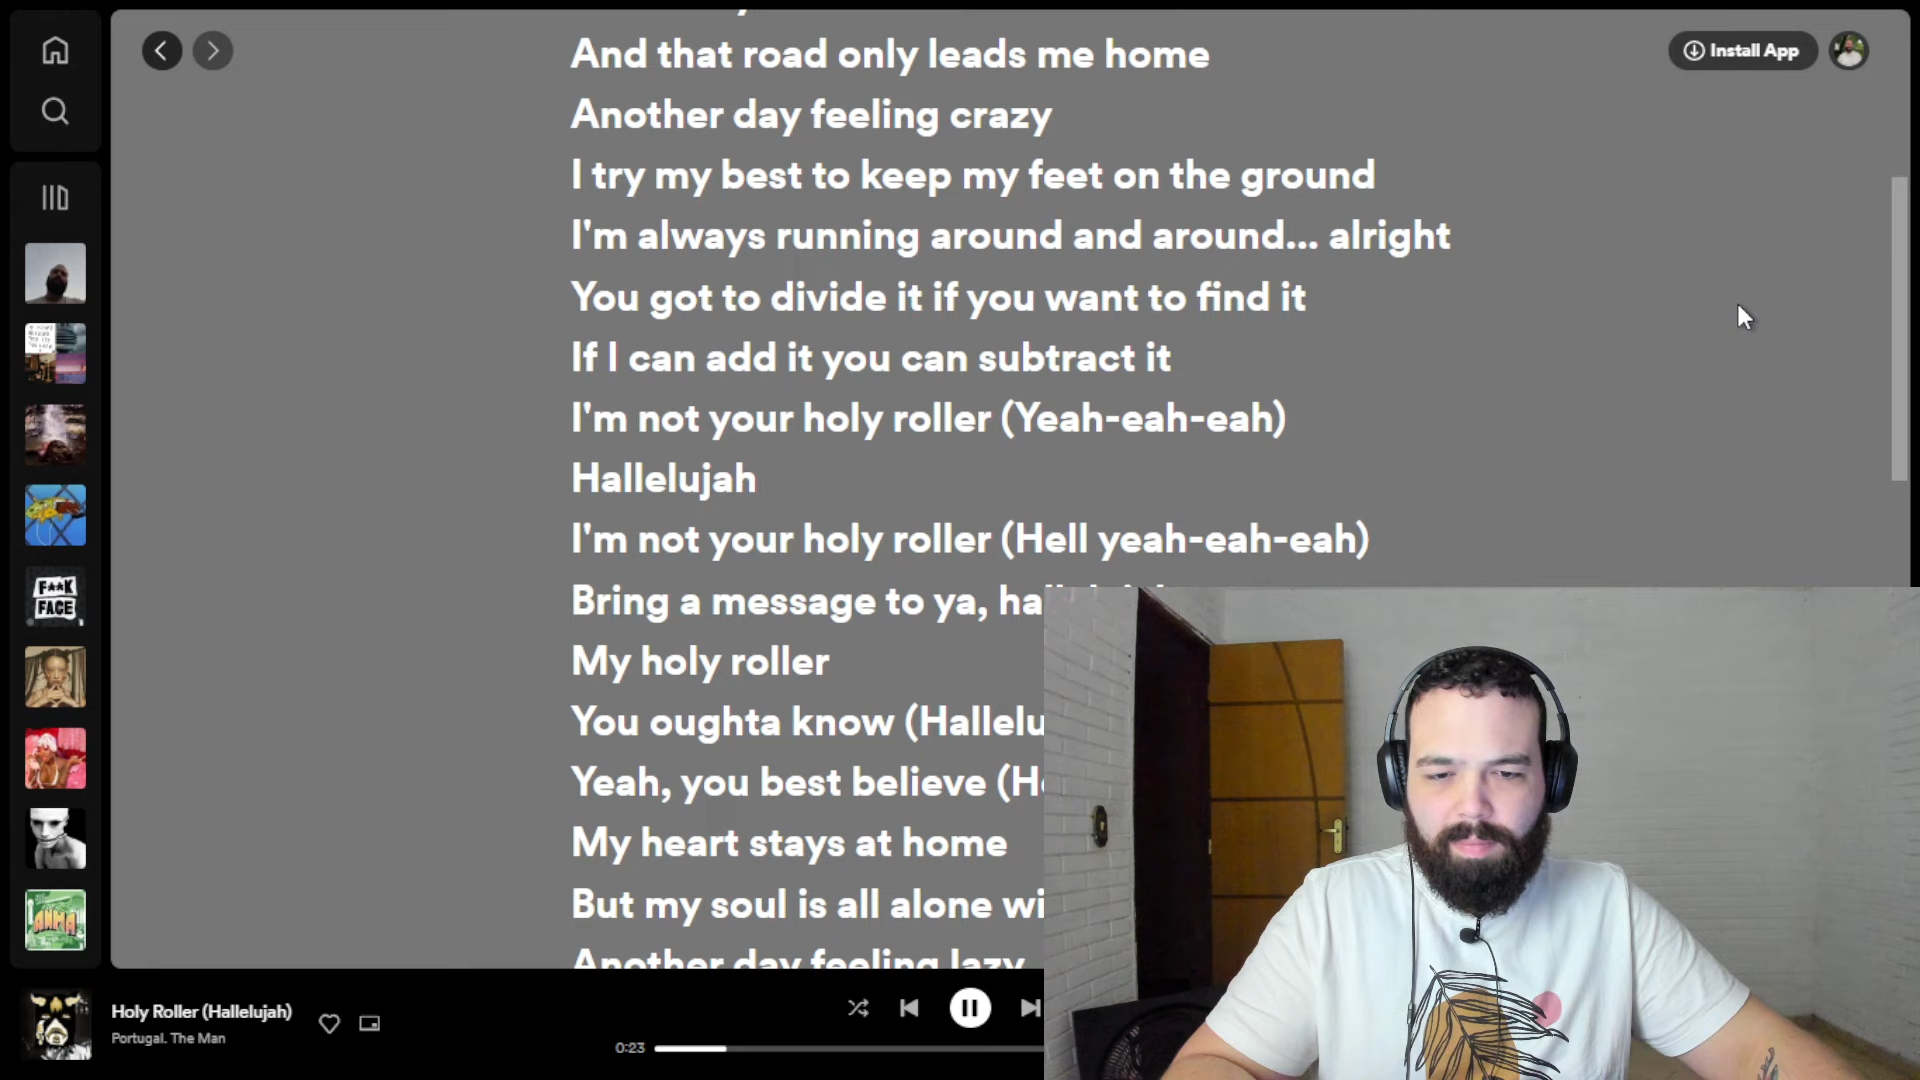 And that road only leads me home
Install App
Another day feeling crazy
I try my best to keep my feet on the ground
I'm always running around and around... alright
You got to divide it if you want to find it
If I can add it you can subtract it
I'm not your holy roller (Yeah-eah-eah)
Hallelujah
I'm not your holy roller (Hell yeah-eah-eah)
F**K
FACE
Bring a message to ya,
My holy roller
You oughta know
Yeah, you best believe
My heart stays at home
But my soul is all alone
Another day feeling lazy
Holy Roller (Hallelujah)
Portugal. The Man
0:23